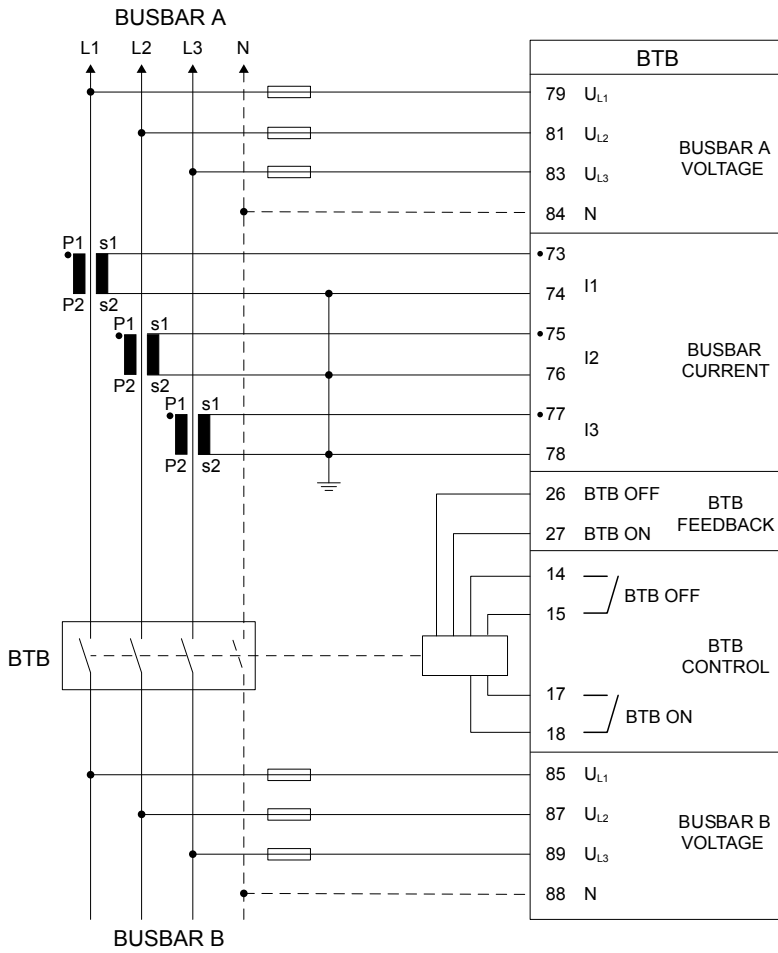 BUSBAR A
L1 L2 L3 N
BTB
79 UL1
81 UL2
83 UL3
84 N
BUSBAR A
VOLTAGE
P1 s1
P2 s2
P1 s1
P2 s2
P1 s1
P2 s2
73
74
I1
75
76
I2
77
78
I3
BUSBAR
CURRENT
26 BTB OFF
27 BTB ON
BTB
FEEDBACK
14
15
BTB OFF
17
18
BTB ON
BTB
CONTROL
BTB
85 UL1
87 UL2
89 UL3
88 N
BUSBAR B
VOLTAGE
BUSBAR B